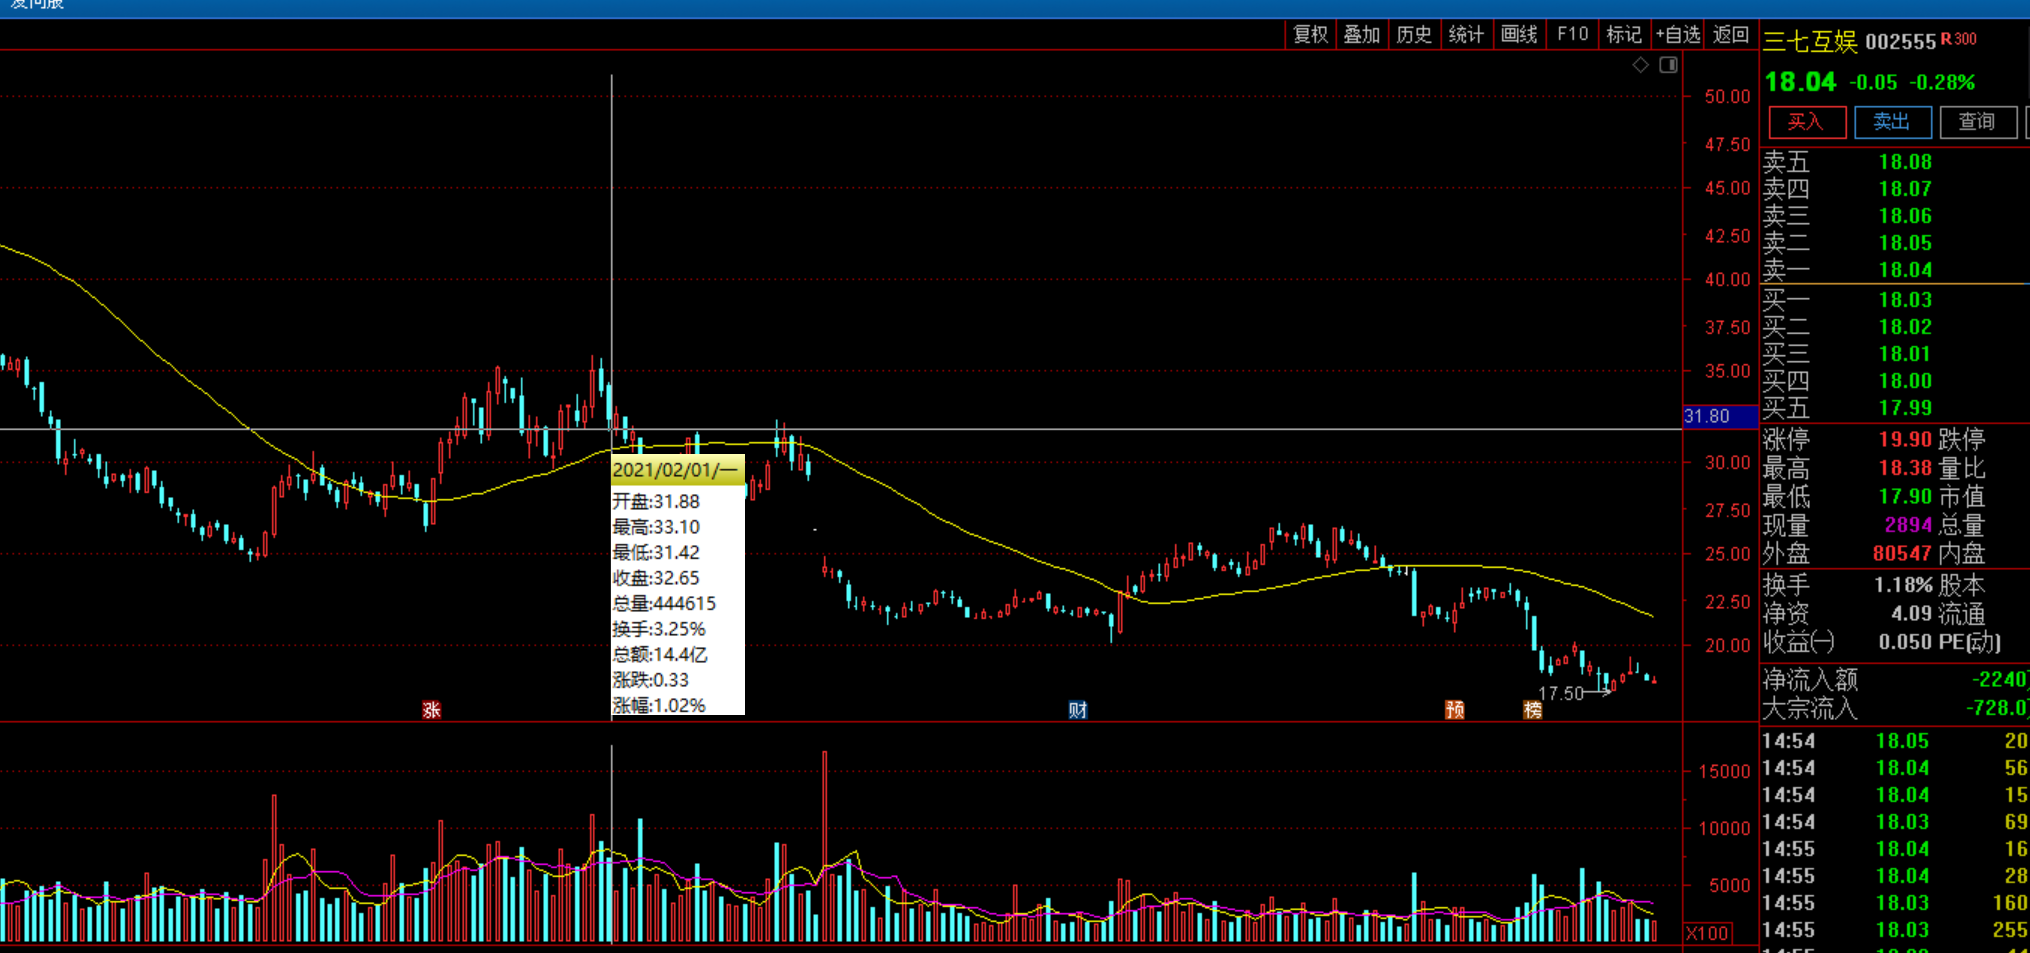 发问版
复权 叠加 历史 统计 画线 F10 标记 +自选 返回
三七互娱 002555 R300
18.04 -0.05 -0.28%
买入 卖出 查询
卖五 18.08
卖四 18.07
卖三 18.06
卖二 18.05
卖一 18.04
买一 18.03
买二 18.02
买三 18.01
买四 18.00
买五 17.99
涨停 19.90 跌停
最高 18.38 量比
最低 17.90 市值
现量 2894 总量
外盘 80547 内盘
换手 1.18% 股本
净资 4.09 流通
收益(一) 0.050 PE(动)
净流入额 -2240
大宗流入 -728.0
14:54 18.05 20
14:54 18.04 56
14:54 18.04 15
14:54 18.03 69
14:55 18.04 16
14:55 18.04 28
14:55 18.03 160
14:55 18.03 255
50.00
47.50
45.00
42.50
40.00
37.50
35.00
31.80
30.00
27.50
25.00
22.50
20.00
2021/02/01/一
开盘:31.88
最高:33.10
最低:31.42
收盘:32.65
总量:444615
换手:3.25%
总额:14.4亿
涨跌:0.33
涨幅:1.02%
17.50
涨 财 预 榜
15000
10000
5000
X100